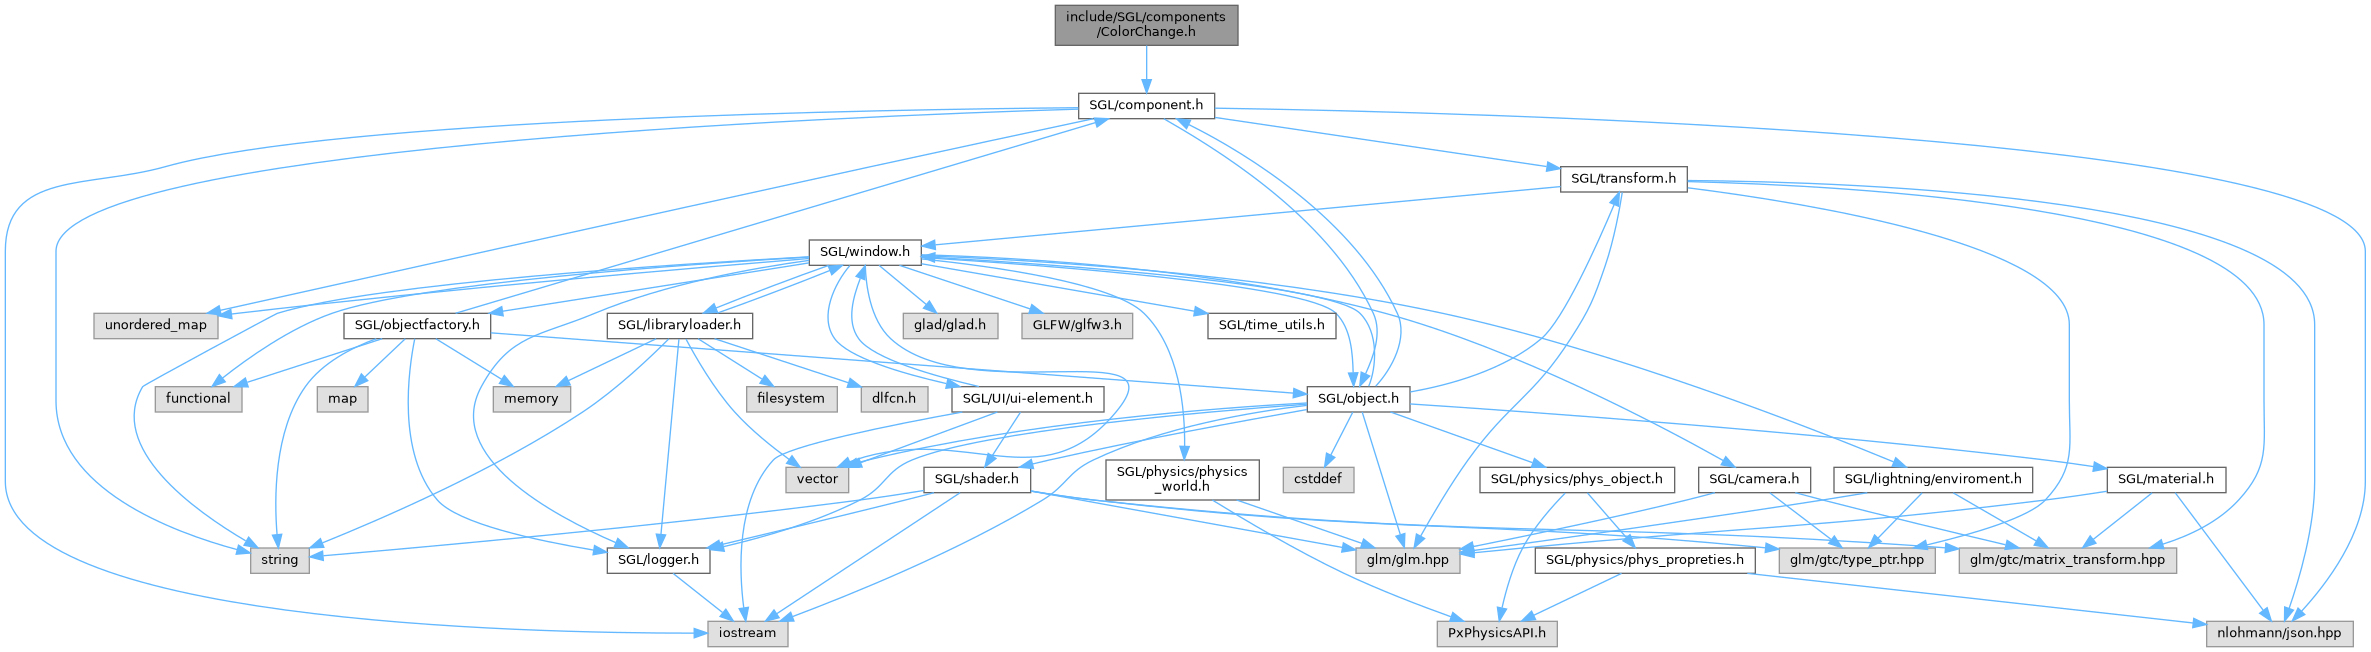 include/SGL/components
/ColorChange.h
SGL/component.h
SGL/transform.h
SGL/window.h
unordered_map
SGL/objectfactory.h
SGL/libraryloader.h
glad/glad.h
GLFW/glfw3.h
SGL/time_utils.h
functional
map
memory
filesystem
dlfcn.h
SGL/UI/ui-element.h
SGL/object.h
vector
SGL/shader.h
SGL/physics/physics
_world.h
cstddef
SGL/physics/phys_object.h
SGL/camera.h
SGL/lightning/enviroment.h
SGL/material.h
string
SGL/logger.h
glm/glm.hpp
SGL/physics/phys_propreties.h
glm/gtc/type_ptr.hpp
glm/gtc/matrix_transform.hpp
iostream
PxPhysicsAPI.h
nlohmann/json.hpp